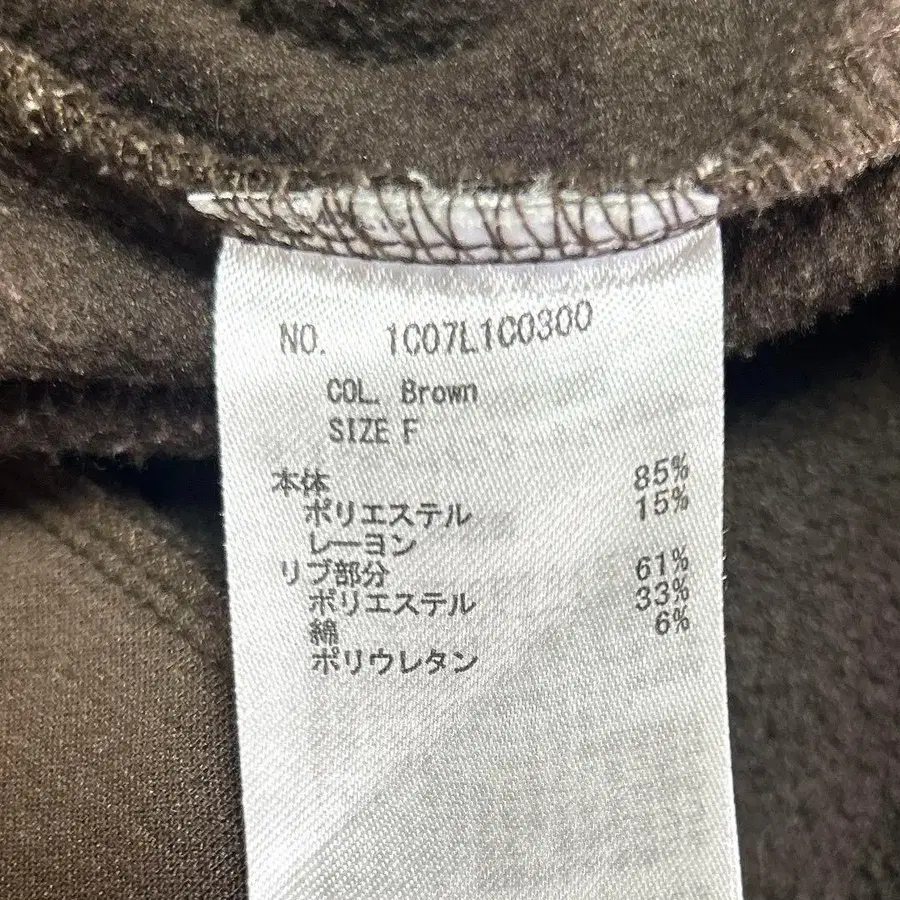 NO. 1C07L1C0300
COL. Brown
SIZE F
本体
ポリエステル 85%
レーヨン 15%
リブ部分
ポリエステル 61%
綿 33%
ポリウレタン 6%